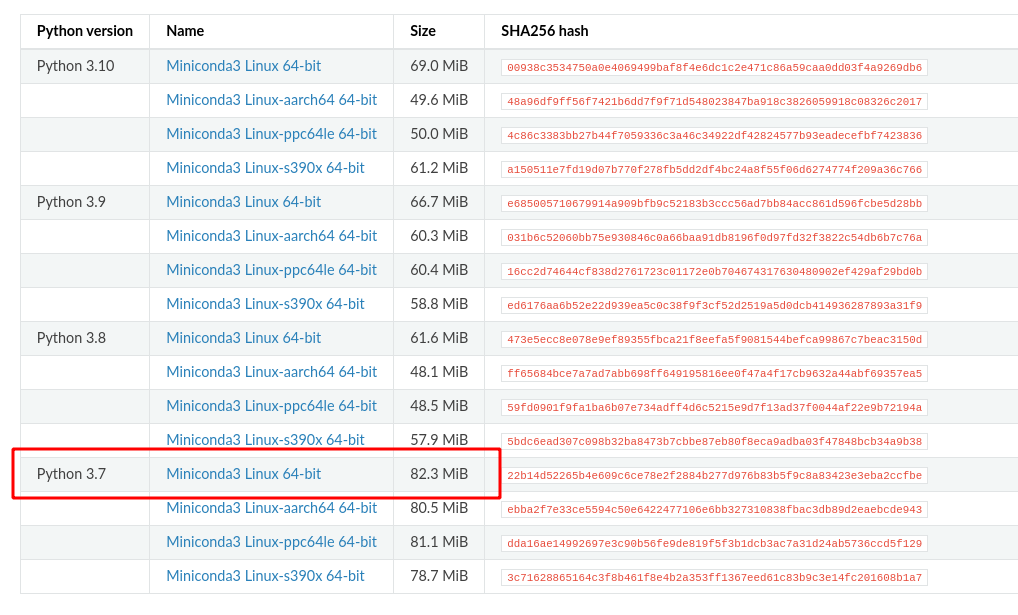 Python version Name Size SHA256 hash
Python 3.10 Miniconda3 Linux 64-bit 69.0 MiB 00938c3534750a0e4069499baf8f4e6dc1c2e471c86a59caa0dd03f4a9269db6
Miniconda3 Linux-aarch64 64-bit 49.6 MiB 48a96df9ff56f7421b6dd7f9f71d548023847ba918c3826059918c08326c2017
Miniconda3 Linux-ppc64le 64-bit 50.0 MiB 4c86c3383bb27b44f7059336c3a46c34922df42824577b93eadecefbf7423836
Miniconda3 Linux-s390x 64-bit 61.2 MiB a150511e7fd19d07b770f278fb5dd2df4bc24a8f55f06d6274774f209a36c766
Python 3.9 Miniconda3 Linux 64-bit 66.7 MiB e685005710679914a909bfb9c52183b3ccc56ad7bb84acc861d596fcbe5d28bb
Miniconda3 Linux-aarch64 64-bit 60.3 MiB 031b6c52060bb75e930846c0a66baa91db8196f0d97fd32f3822c54db6b7c76a
Miniconda3 Linux-ppc64le 64-bit 60.4 MiB 16cc2d74644cf838d2761723c01172e0b704674317630480902ef429af29bd0b
Miniconda3 Linux-s390x 64-bit 58.8 MiB ed6176aa6b52e22d939ea5c0c38f9f3cf52d2519a5d0dcb414936287893a31f9
Python 3.8 Miniconda3 Linux 64-bit 61.6 MiB 473e5ecc8e078e9ef89355fbca21f8eefa5f9081544befca99867c7beac3150d
Miniconda3 Linux-aarch64 64-bit 48.1 MiB ff65684bce7a7ad7abb698ff649195816ee0f47a4f17cb9632a44abf69357ea5
Miniconda3 Linux-ppc64le 64-bit 48.5 MiB 59fd0901f9fa1ba6b07e734adff4d6c5215e9d7f13ad37f0044af22e9b72194a
Miniconda3 Linux-s390x 64-bit 57.9 MiB 5bdc6ead307c098b32ba8473b7cbbe87eb80f8eca9adba03f47848bcb34a9b38
Python 3.7 Miniconda3 Linux 64-bit 82.3 MiB 22b14d52265b4e609c6ce78e2f2884b277d976b83b5f9c8a83423e3eba2ccfbe
Miniconda3 Linux-aarch64 64-bit 80.5 MiB ebba2f7e33ce5594c50e6422477106e6bb327310838fbac3db89d2eaebcde943
Miniconda3 Linux-ppc64le 64-bit 81.1 MiB dda16ae14992697e3c90b56fe9de819f5f3b1dcb3ac7a31d24ab5736ccd5f129
Miniconda3 Linux-s390x 64-bit 78.7 MiB 3c71628865164c3f8b461f8e4b2a353ff1367eed61c83b9c3e14fc201608b1a7